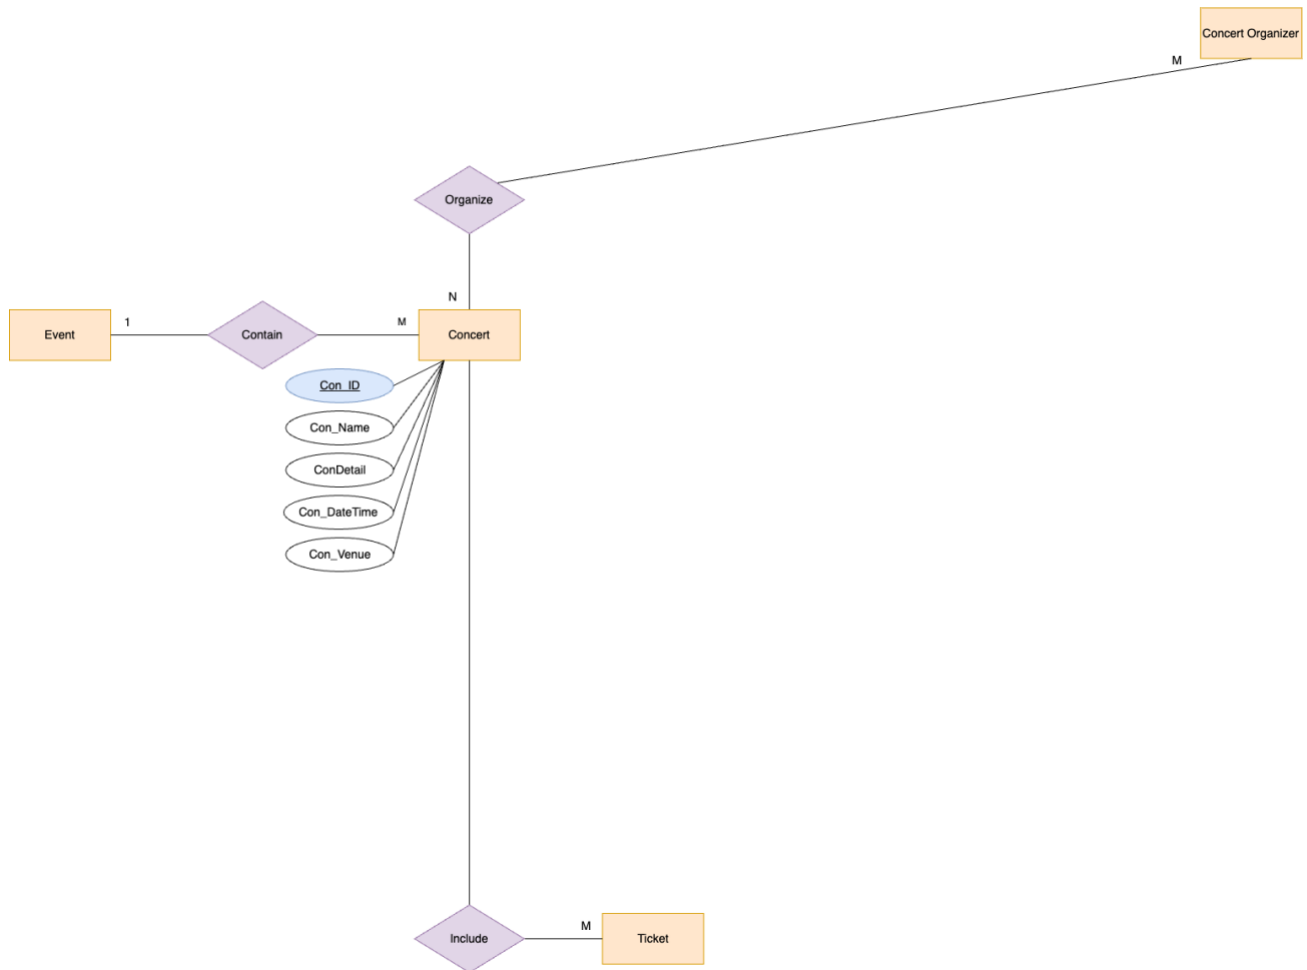 Concert Organizer
M
Organize
N
Event
1
Contain
M
Concert
Con_ID
Con_Name
ConDetail
Con_DateTime
Con_Venue
Include
M
Ticket